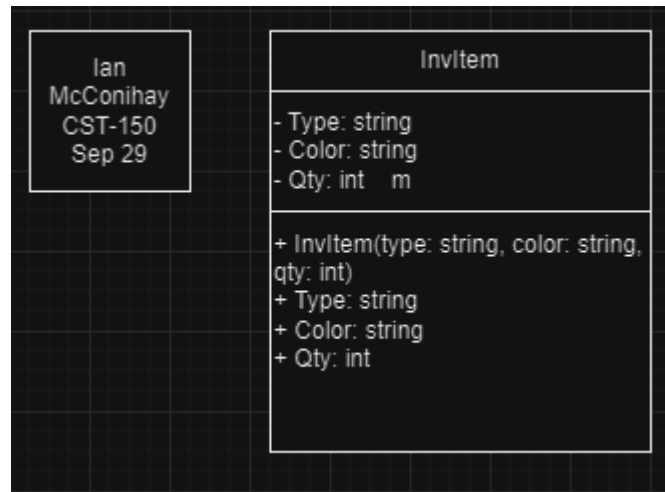 Ian
McConihay
CST-150
Sep 29
InvItem
- Type: string
- Color: string
- Qty: int m
+ InvItem(type: string, color: string,
qty: int)
+ Type: string
+ Color: string
+ Qty: int